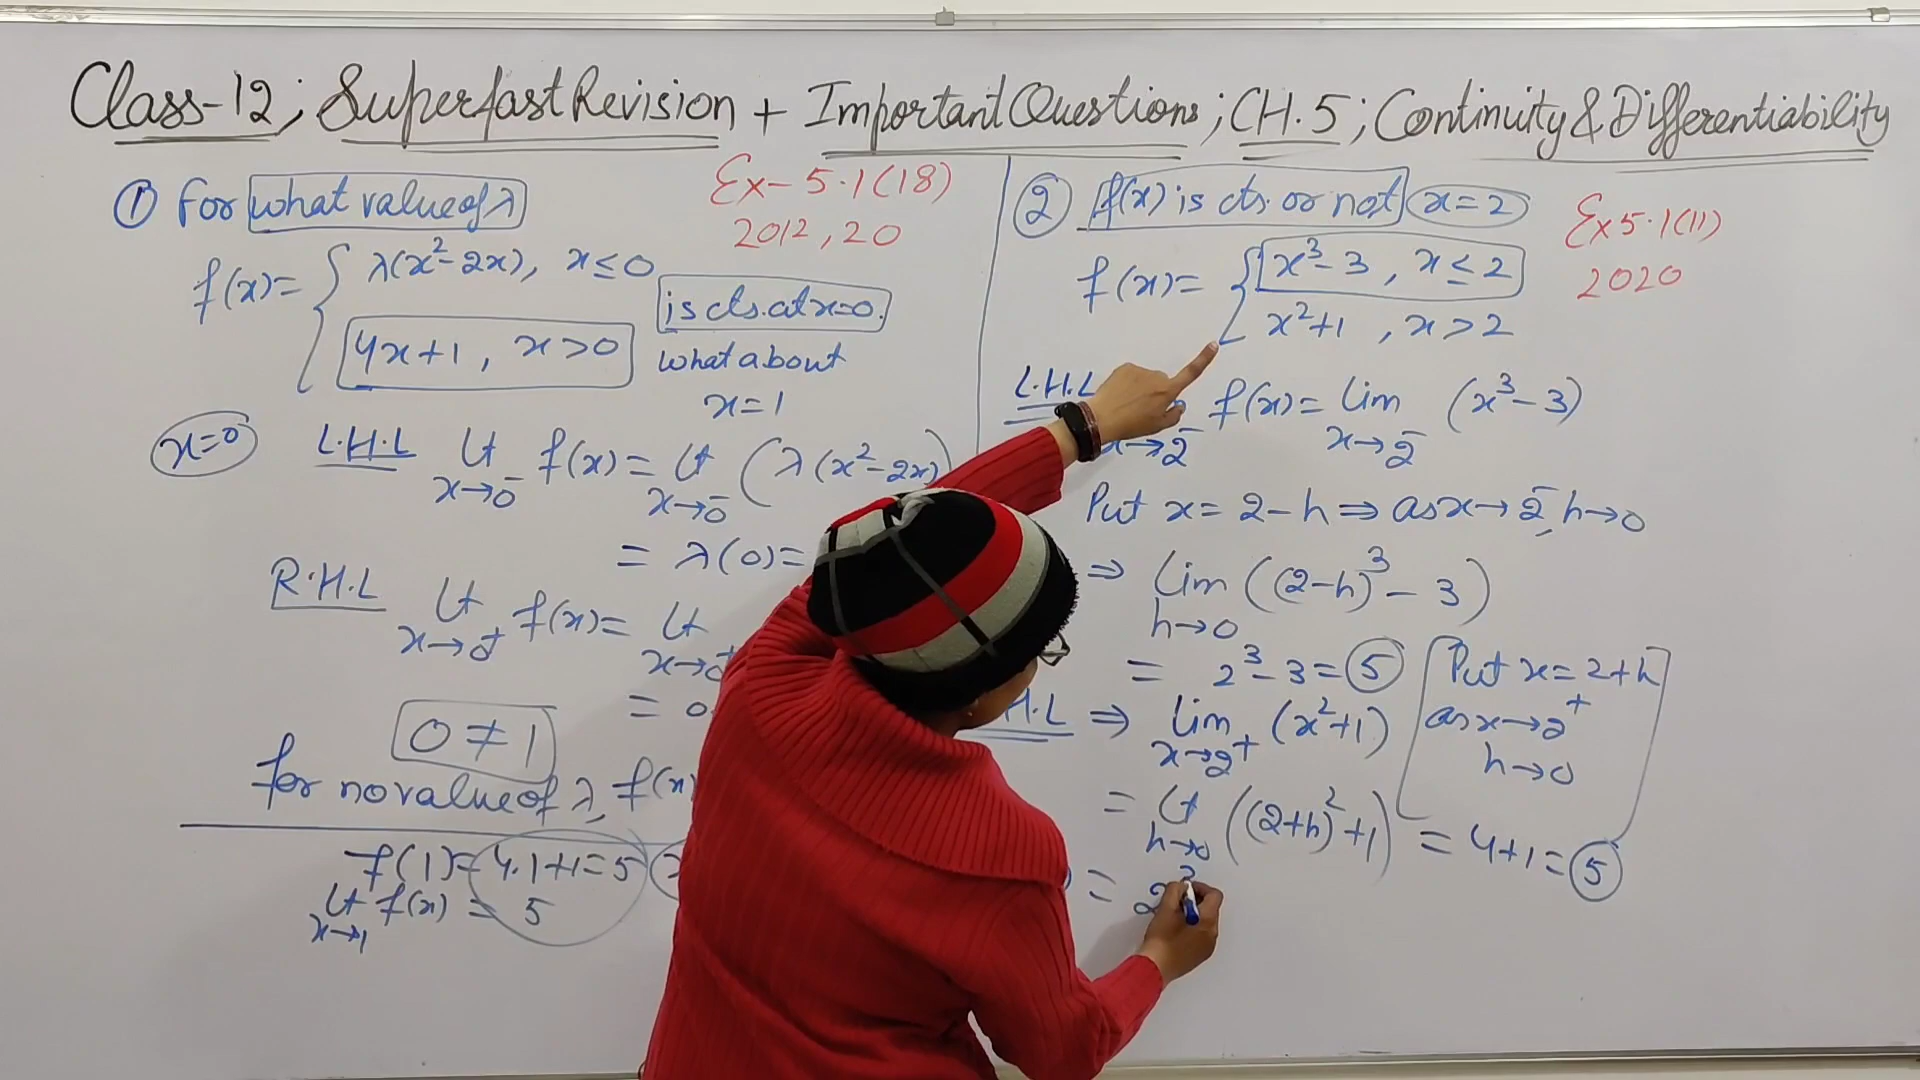 Class-12; Superfast Revision + Important Questions; CH.5; Continuity & Differentiability
① For what value of λ
Ex-5.1(18)
2012, 20
f(x)= { λ(x²-2x), x≤0
4x+1, x>0
is cts. at x=0.
what about
x=1
x=0 L.H.L Lt x→0⁻ f(x)= Lt x→0⁻ (λ(x²-2x)
= λ(0)=
R.H.L Lt x→0⁺ f(x)= Lt x→0⁺
= 0
0≠1
for no value of λ, f(x)
f(1)=4.1+1=5
Lt x→1 f(x) = 5
② f(x) is cts. or not x=2
Ex 5.1(11)
2020
f(x)= { x³-3, x≤2
x²+1, x>2
L.H.L x→2⁻ f(x)= lim x→2⁻ (x³-3)
Put x=2-h ⇒ as x→2⁻, h→0
⇒ lim h→0 ((2-h)³-3)
= 2³-3=5
H.L ⇒ lim x→2⁺ (x²+1)
Put x=2+h
as x→2⁺
h→0
= Lt h→0 ((2+h)²+1) = 4+1=5
= 2³